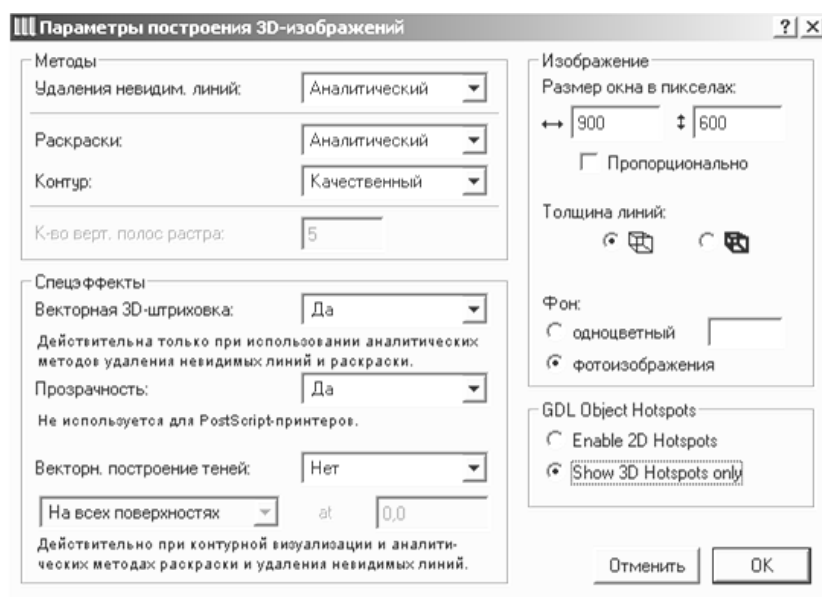 Параметры построения 3D-изображений
Методы
Удаления невидим. линий:
Аналитический
Раскраски:
Аналитический
Контур:
Качественный
К-во верт. полос растра:
5
Спецэффекты
Векторная 3D-штриховка:
Да
Действительна только при использовании аналитических
методов удаления невидимых линий и раскраски.
Прозрачность:
Да
Не используется для PostScript-принтеров.
Векторн. построение теней:
Нет
На всех поверхностях
at
0,0
Действительно при контурной визуализации и аналити-
ческих методах раскраски и удаления невидимых линий.
Изображение
Размер окна в пикселах:
900
600
Пропорционально
Толщина линий:
Фон:
одноцветный
фотоизображения
GDL Object Hotspots
Enable 2D Hotspots
Show 3D Hotspots only
Отменить
OK